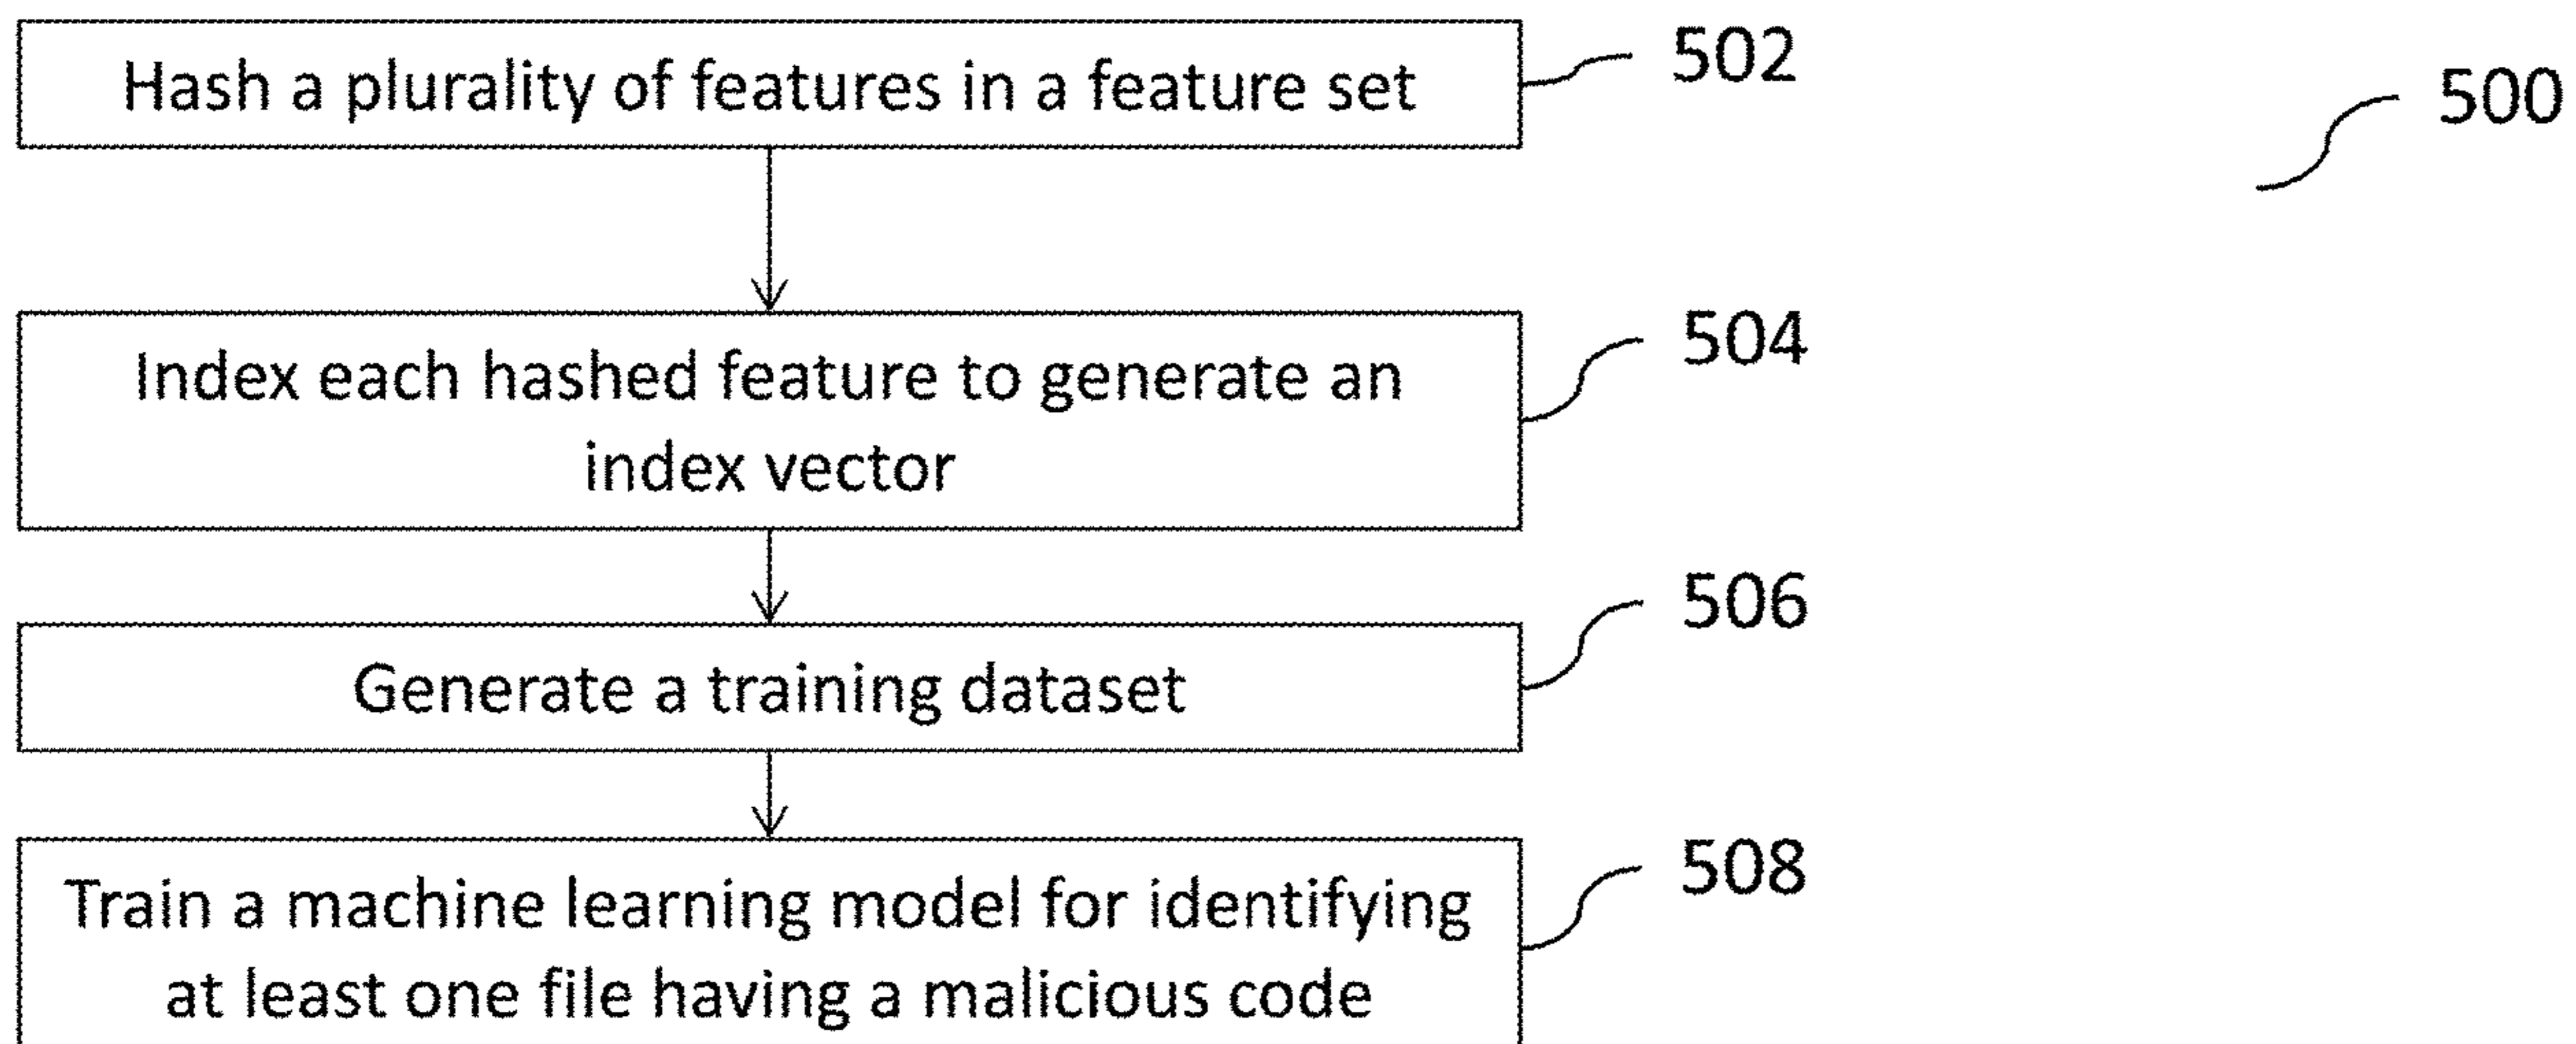 Hash a plurality of features in a feature set
502
500
Index each hashed feature to generate an
index vector
504
Generate a training dataset
506
Train a machine learning model for identifying
at least one file having a malicious code
508